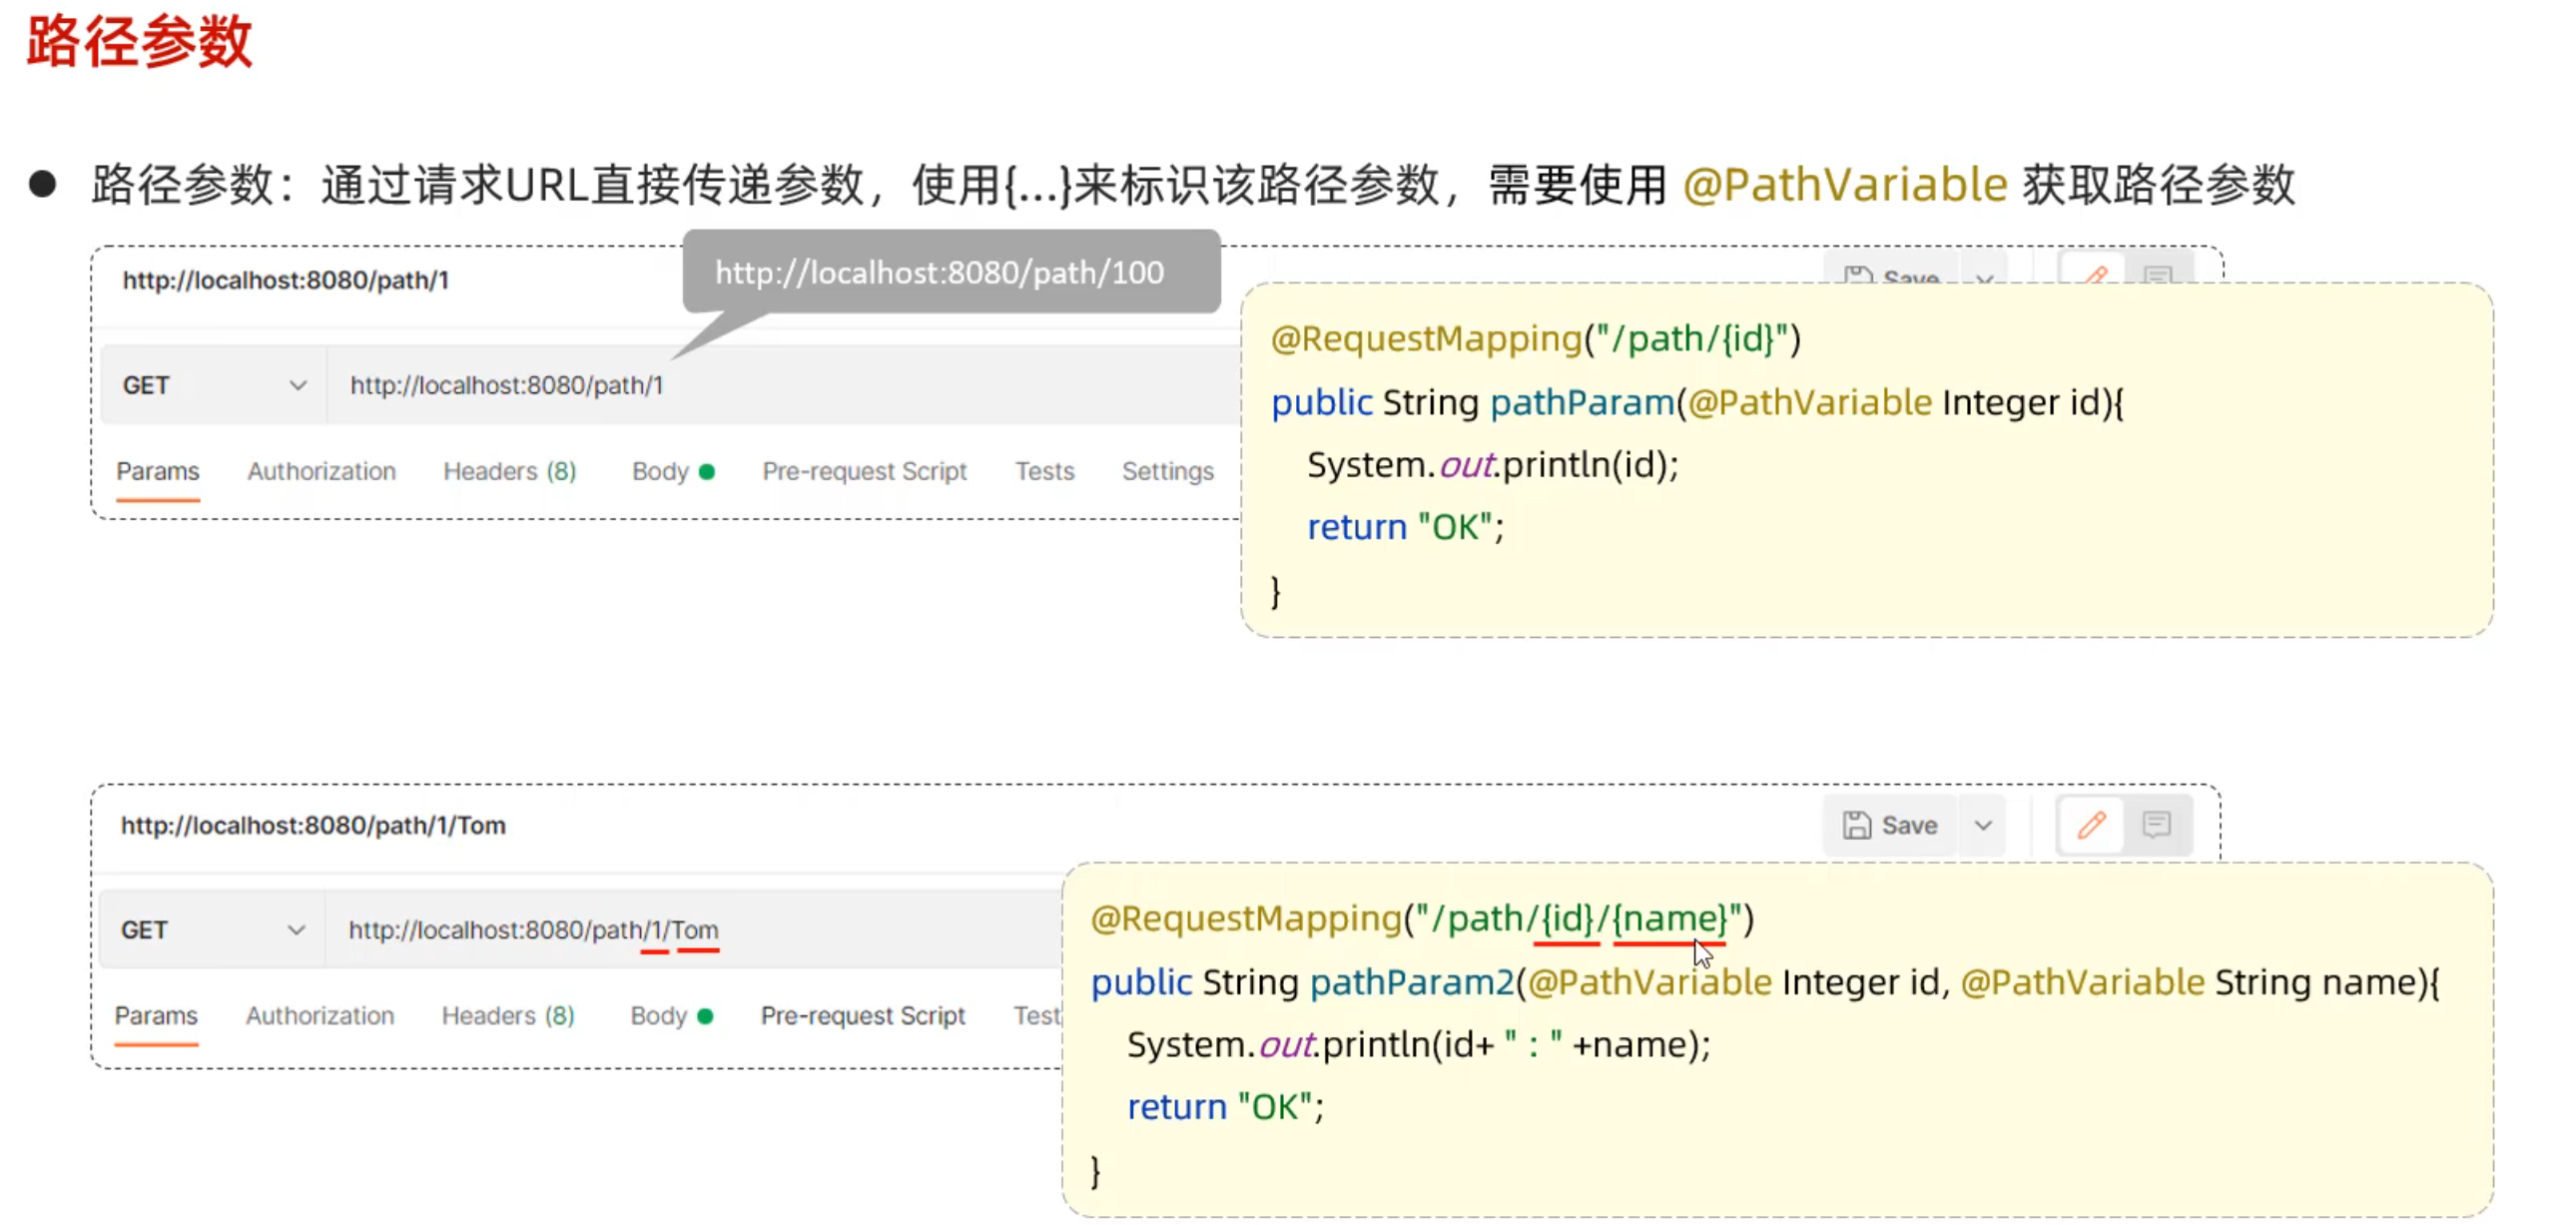 路径参数
● 路径参数：通过请求URL直接传递参数，使用{...}来标识该路径参数，需要使用 @PathVariable 获取路径参数
http://localhost:8080/path/1
http://localhost:8080/path/100
Save
GET
http://localhost:8080/path/1
Params Authorization Headers (8) Body Pre-request Script Tests Settings
@RequestMapping("/path/{id}")
public String pathParam(@PathVariable Integer id){
System.out.println(id);
return "OK";
}
http://localhost:8080/path/1/Tom
Save
GET
http://localhost:8080/path/1/Tom
Params Authorization Headers (8) Body Pre-request Script Test
@RequestMapping("/path/{id}/{name}")
public String pathParam2(@PathVariable Integer id, @PathVariable String name){
System.out.println(id+ " : " +name);
return "OK";
}